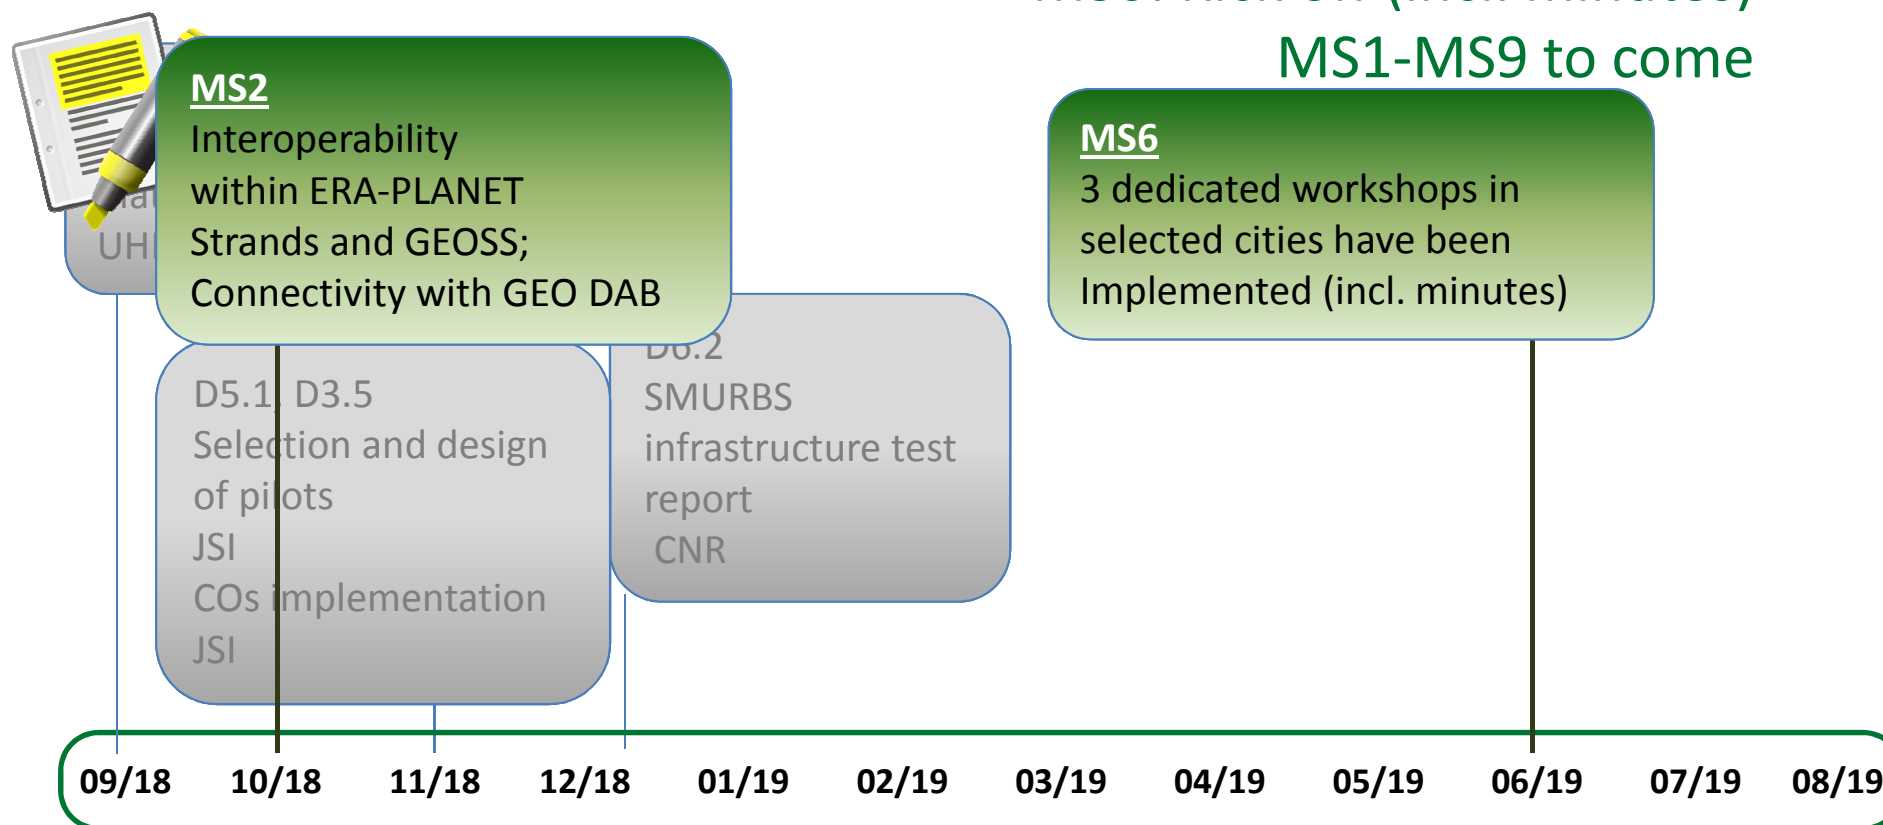 MS1-MS9 to come
MS2
Interoperability
within ERA-PLANET
Strands and GEOSS;
Connectivity with GEO DAB
MS6
3 dedicated workshops in
selected cities have been
Implemented (incl. minutes)
D5.1, D3.5
Selection and design
of pilots
JSI
COs implementation
JSI
D6.2
SMURBS
infrastructure test
report
CNR
09/18 10/18 11/18 12/18 01/19 02/19 03/19 04/19 05/19 06/19 07/19 08/19